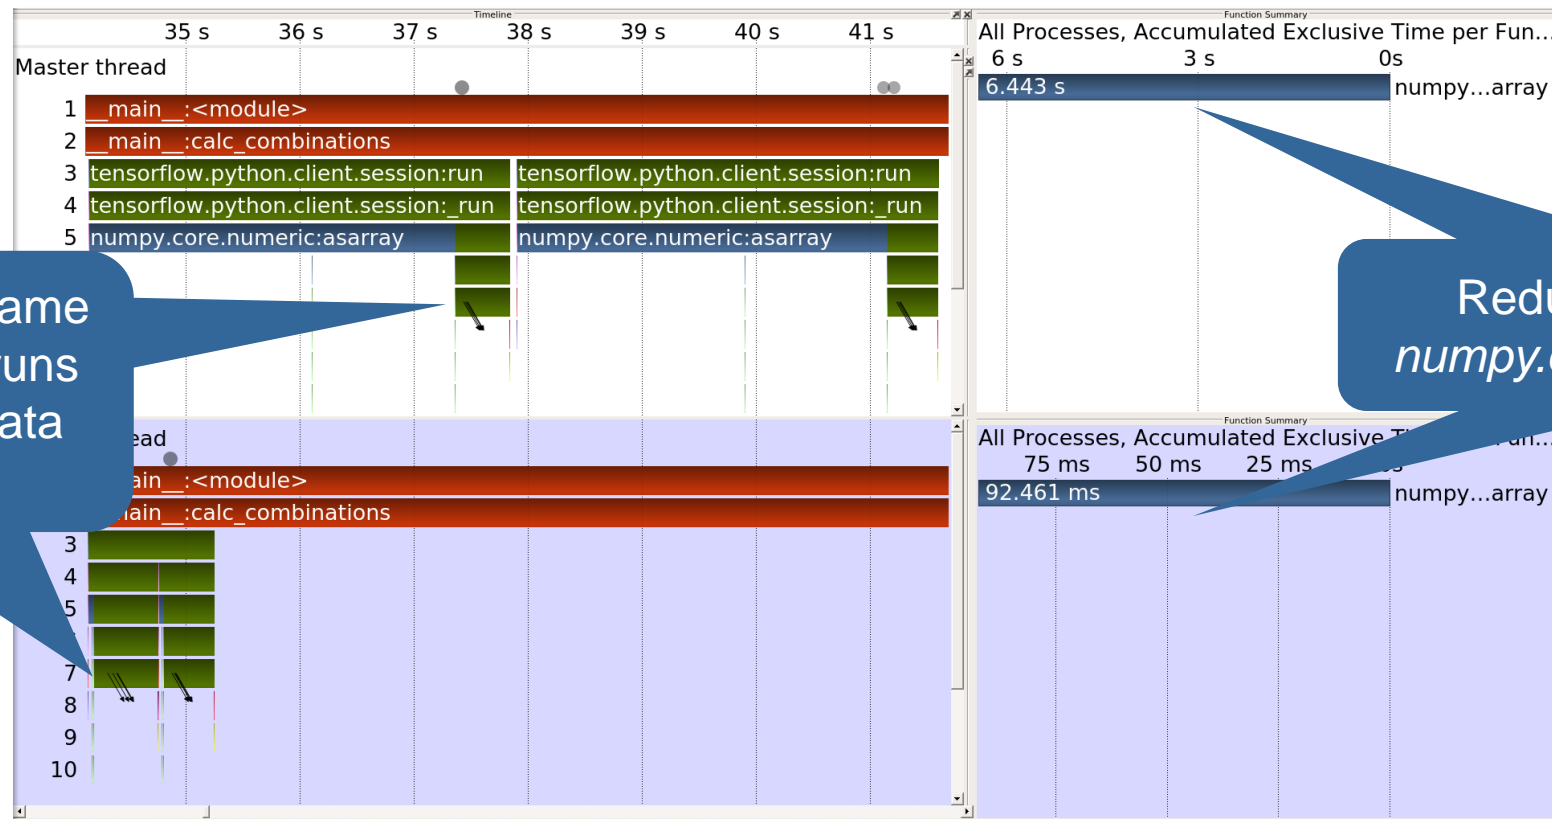 Timeline
35 s 36 s 37 s 38 s 39 s 40 s 41 s
Master thread
1 __main__:<module>
2 __main__:calc_combinations
3 tensorflow.python.client.session:run tensorflow.python.client.session:run
4 tensorflow.python.client.session:_run tensorflow.python.client.session:_run
5 numpy.core.numeric:asarray numpy.core.numeric:asarray
ame
uns
ata
ead
ain__:<module>
ain__:calc_combinations
3
4
5
7
8
9
10
Function Summary
All Processes, Accumulated Exclusive Time per Fun...
6 s 3 s 0s
6.443 s numpy...array
Redu
numpy.
Function Summary
All Processes, Accumulated Exclusive
75 ms 50 ms 25 ms
92.461 ms numpy...array